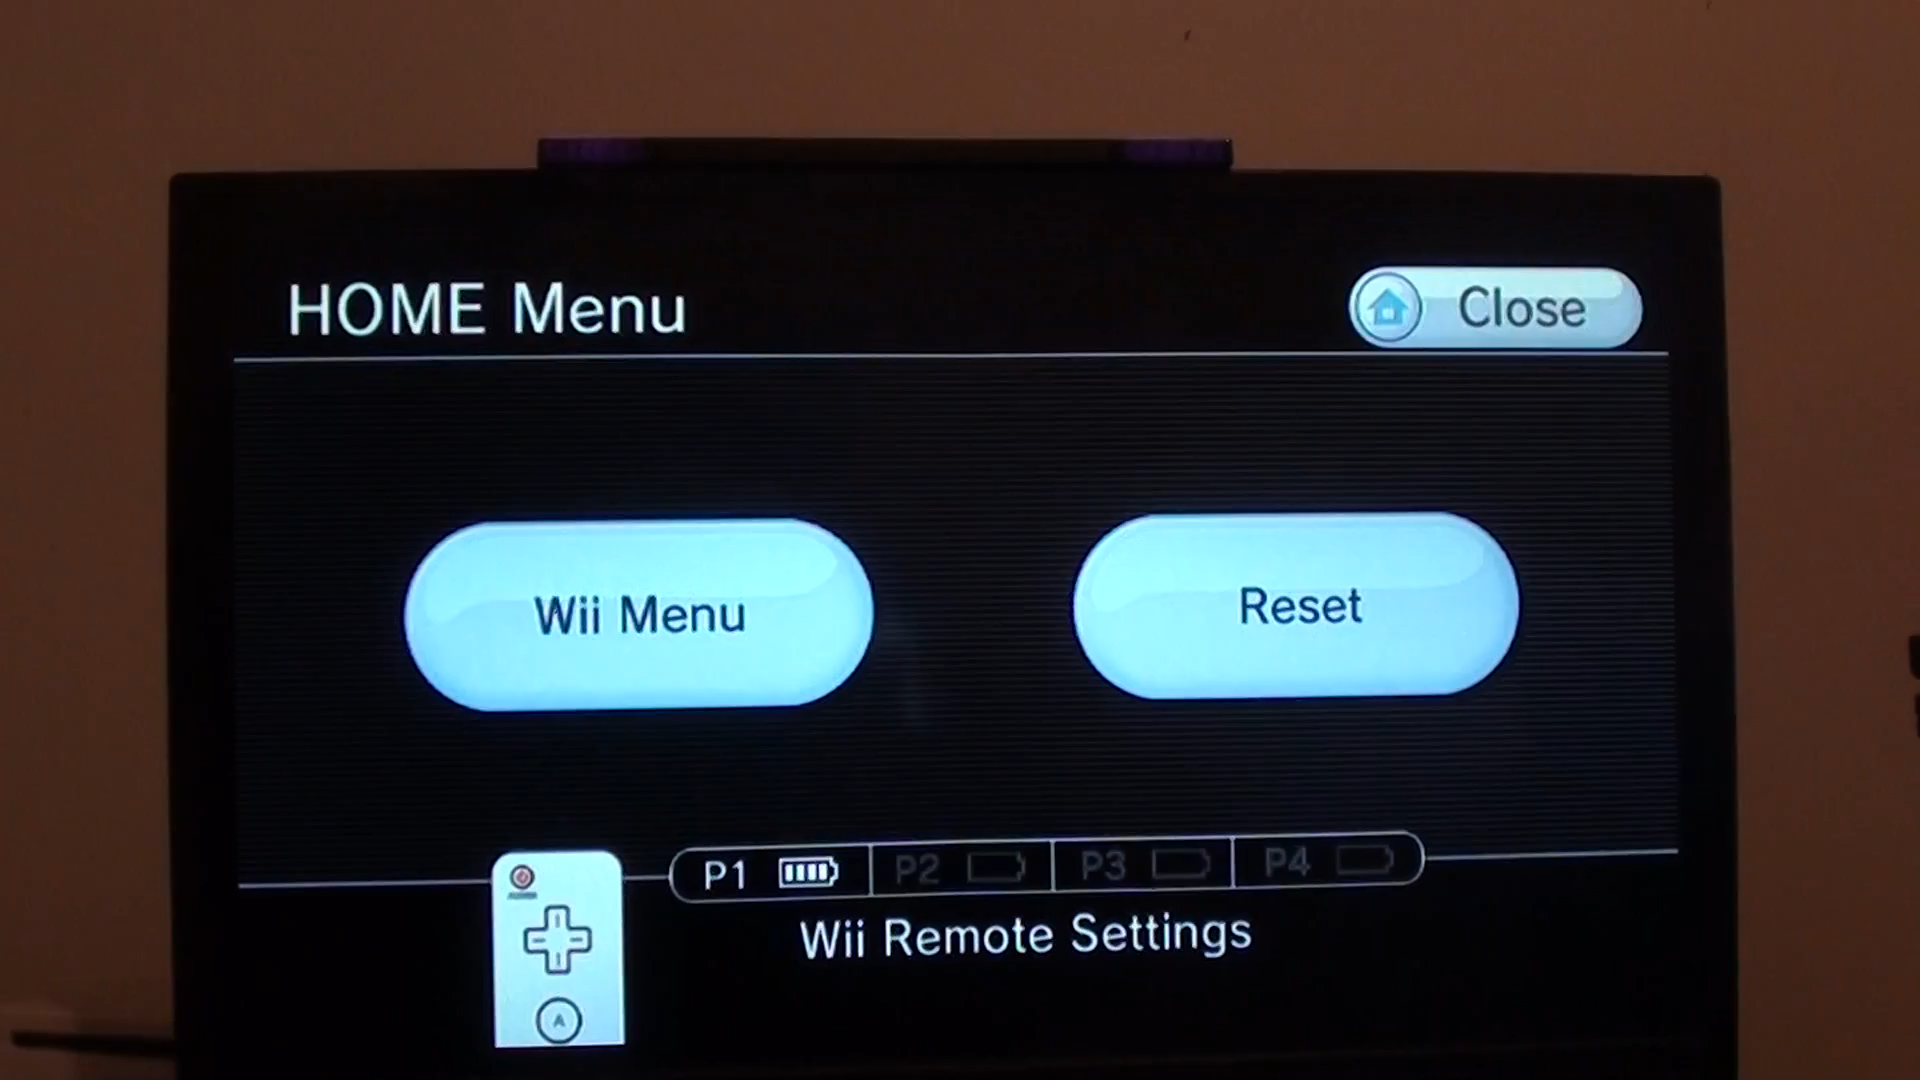 HOME Menu
Close
Wii Menu
Reset
P1
P2
P3
P4
Wii Remote Settings
A